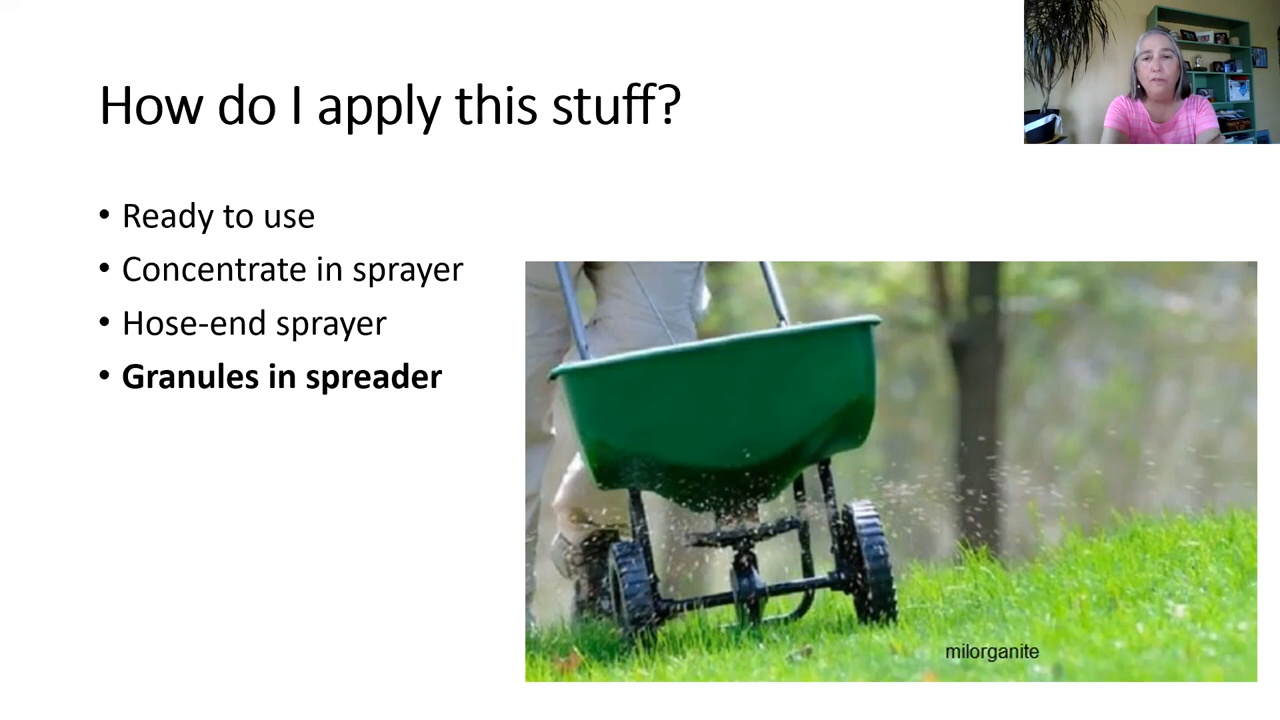 How do I apply this stuff?
• Ready to use
• Concentrate in sprayer
• Hose-end sprayer
• Granules in spreader
milorganite